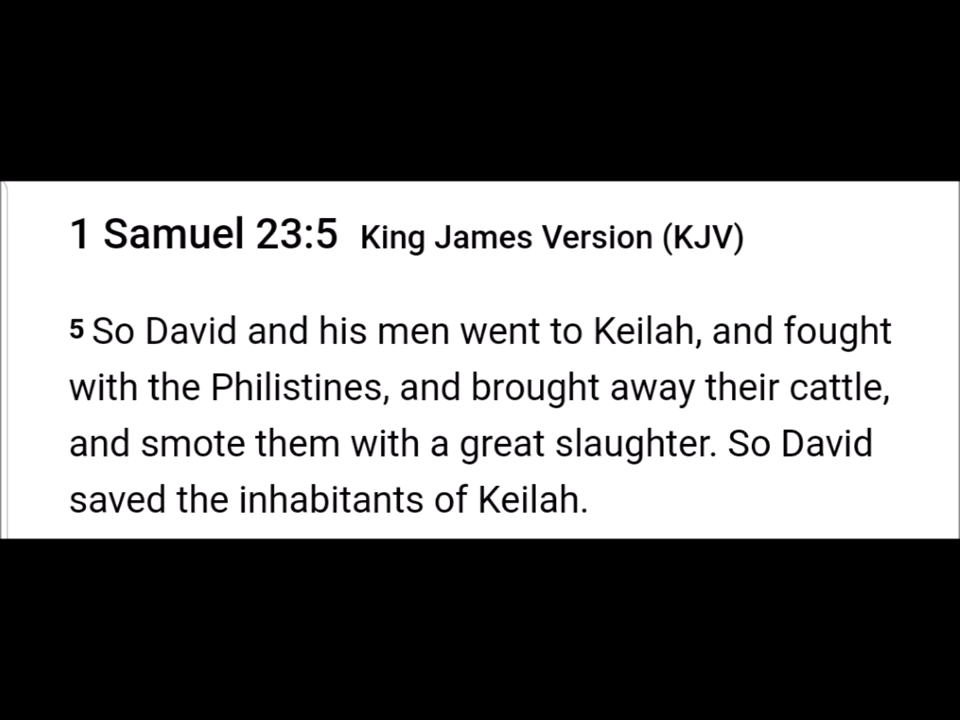 1 Samuel 23:5 King James Version (KJV)
5 So David and his men went to Keilah, and fought
with the Philistines, and brought away their cattle,
and smote them with a great slaughter. So David
saved the inhabitants of Keilah.